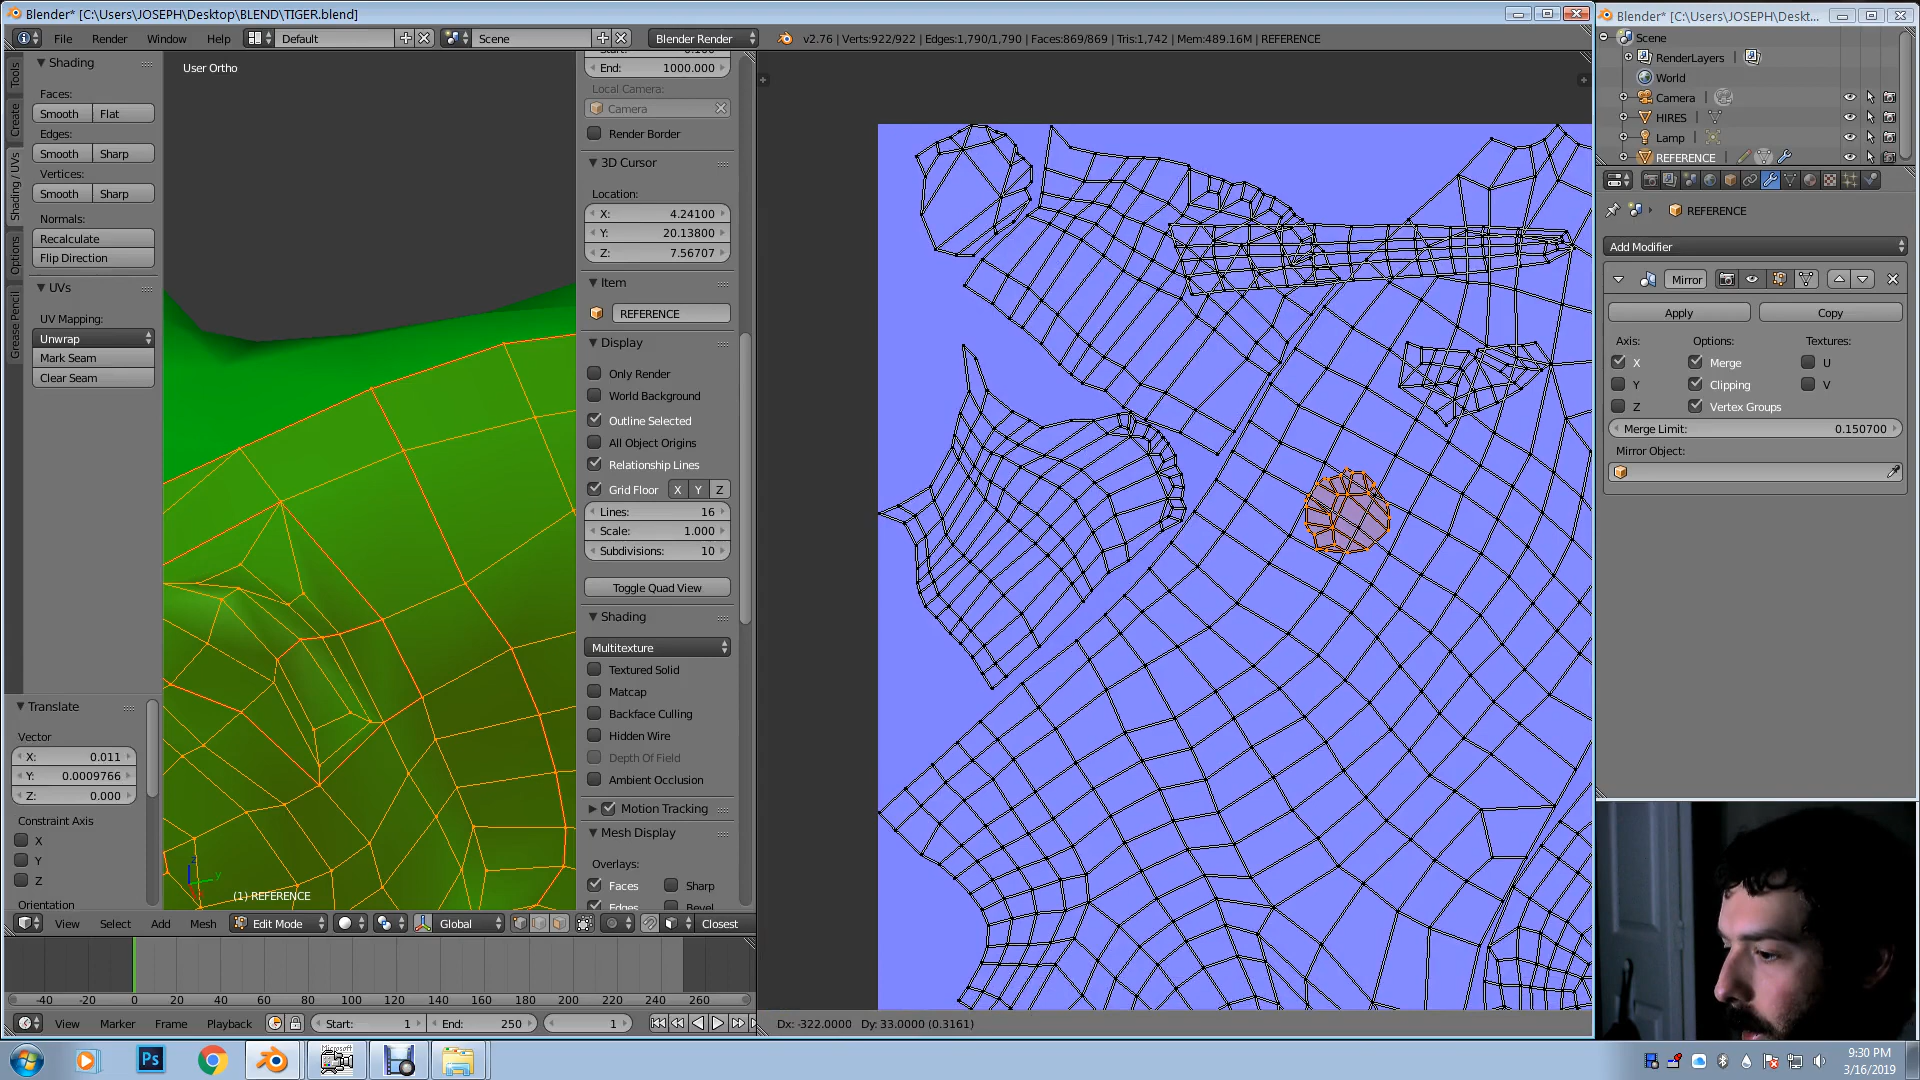 Blender* [C:\Users\JOSEPH\Desktop\BLEND\TIGER.blend]
Blender* [C:\Users\JOSEPH\Deskt...
File Render Window Help Default Scene Blender Render v2.76 | Verts:922/922 | Edges:1,790/1,790 | Faces:869/869 | Tris:1,742 | Mem:489.16M | REFERENCE
Tools
Create
Shading / UVs
Options
Grease Pencil
Shading
Faces:
Smooth Flat
Edges:
Smooth Sharp
Vertices:
Smooth Sharp
Normals:
Recalculate
Flip Direction
UVs
UV Mapping:
Unwrap
Mark Seam
Clear Seam
Translate
Vector
X: 0.011
Y: 0.0009766
Z: 0.000
Constraint Axis
X
Y
Z
Orientation
User Ortho
(1) REFERENCE
z
y
End: 1000.000
Local Camera:
Camera
Render Border
3D Cursor
Location:
X: 4.24100
Y: 20.13800
Z: 7.56707
Item
REFERENCE
Display
Only Render
World Background
Outline Selected
All Object Origins
Relationship Lines
Grid Floor X Y Z
Lines: 16
Scale: 1.000
Subdivisions: 10
Toggle Quad View
Shading
Multitexture
Textured Solid
Matcap
Backface Culling
Hidden Wire
Depth Of Field
Ambient Occlusion
Motion Tracking
Mesh Display
Overlays:
Faces Sharp
Edges Bevel
View Select Add Mesh Edit Mode Global Closest
-40 -20 0 20 40 60 80 100 120 140 160 180 200 220 240 260
View Marker Frame Playback Start: 1 End: 250 1
Dx: -322.0000 Dy: 33.0000 (0.3161)
Scene
RenderLayers
World
Camera
HIRES
Lamp
REFERENCE
REFERENCE
Add Modifier
Mirror
Apply Copy
Axis: Options: Textures:
X Merge U
Y Clipping V
Z Vertex Groups
Merge Limit: 0.150700
Mirror Object:
Ps
Microsoft
9:30 PM
3/16/2019